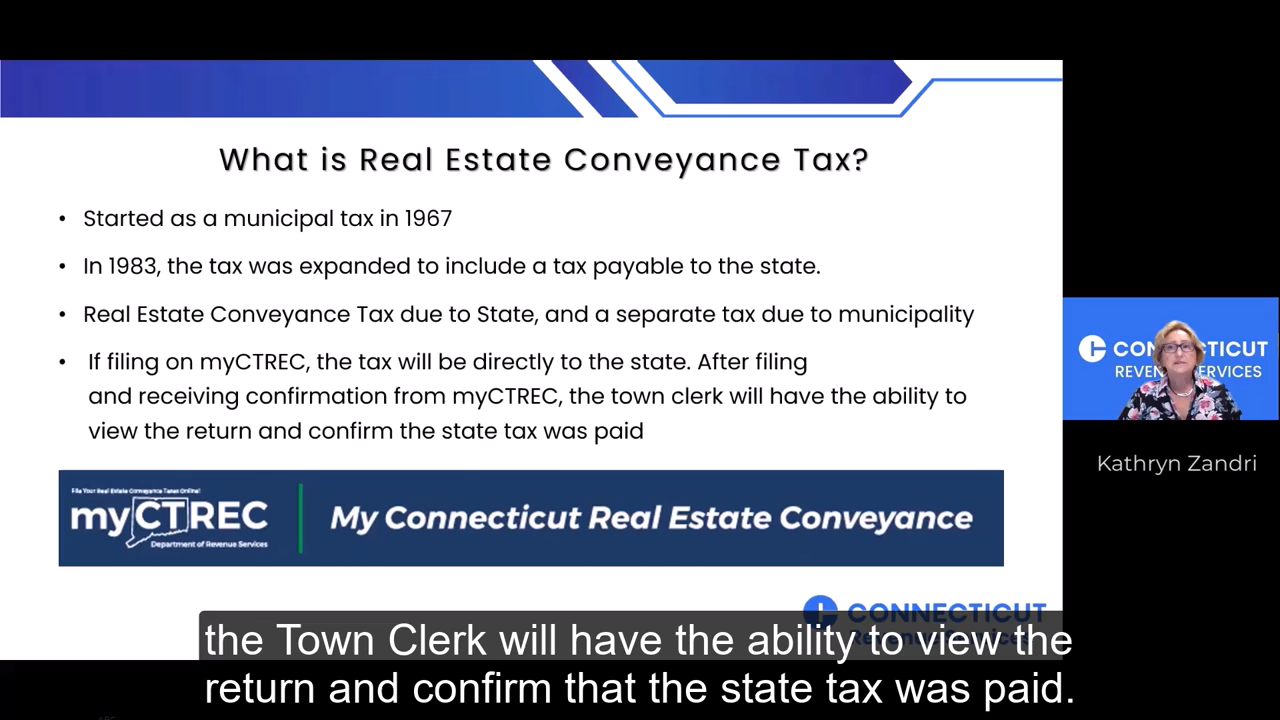 What is Real Estate Conveyance Tax?
• Started as a municipal tax in 1967
• In 1983, the tax was expanded to include a tax payable to the state.
• Real Estate Conveyance Tax due to State, and a separate tax due to municipality
• If filing on myCTREC, the tax will be directly to the state. After filing
and receiving confirmation from myCTREC, the town clerk will have the ability to
view the return and confirm the state tax was paid
File Your Real Estate Conveyance Taxes Online!
myCTREC
Department of Revenue Services
My Connecticut Real Estate Conveyance
CONNECTICUT
the Town Clerk will have the ability to view the
return and confirm that the state tax was paid.
Kathryn Zandri